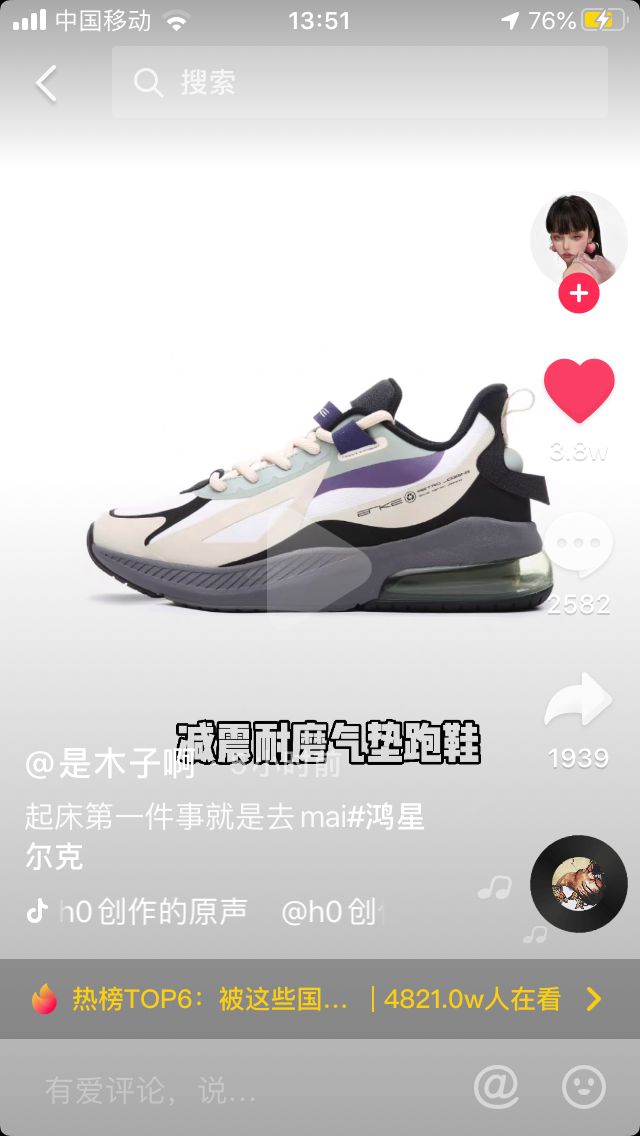 中国移动
13:51
76%
搜索
3.8w
ERKE
RETRO JOGGING
2582
减震耐磨气垫跑鞋
@是木子啊
小时前
1939
起床第一件事就是去mai#鸿星
尔克
h0创作的原声 @h0创
热榜TOP6：被这些国... | 4821.0w人在看
有爱评论，说...